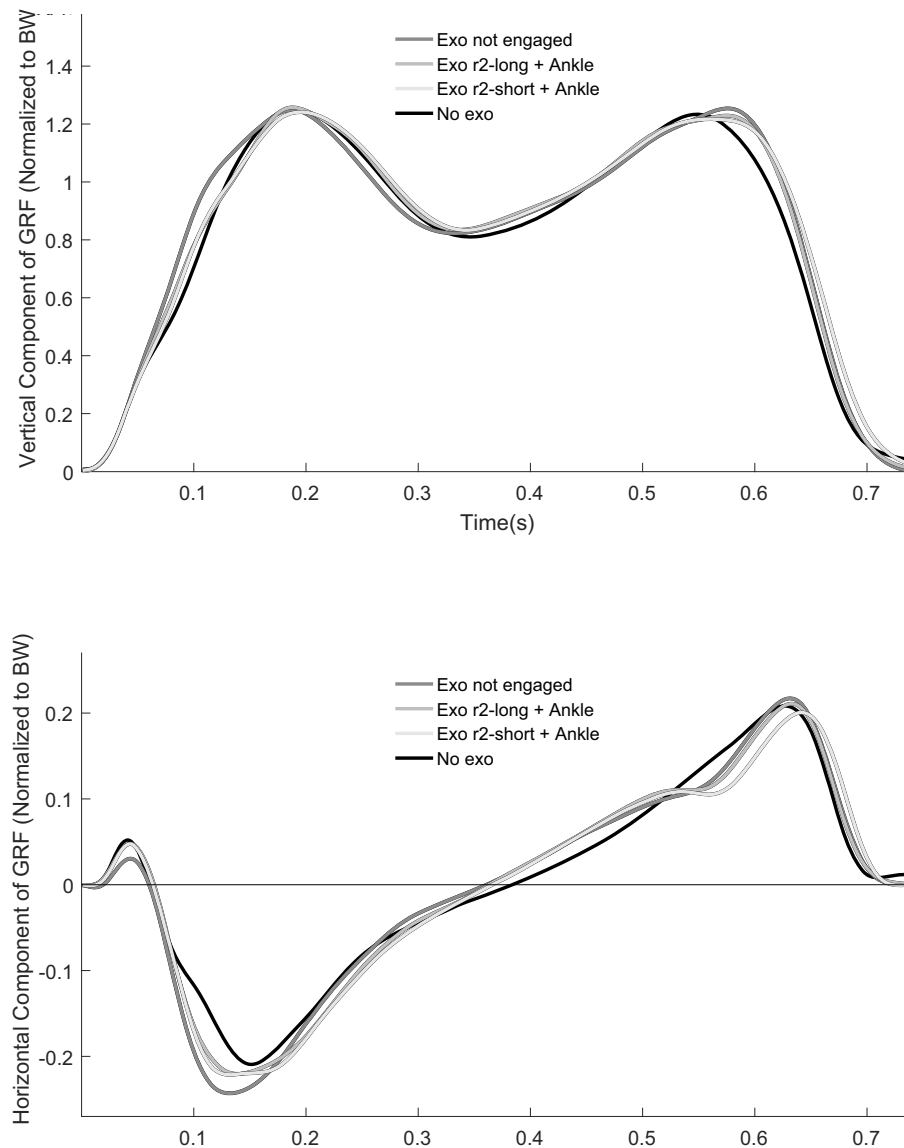 Vertical Component of GRF (Normalized to BW
Exo not engaged
Exo r2-long + Ankle
Exo r2-short + Ankle
No exo
1.4
1.2
1
0.8
0.6
0.4
0.2
0
0.1 0.2 0.3 0.4 0.5 0.6 0.7
Time(s)
Horizontal Component of GRF (Normalized to BW)
Exo not engaged
Exo r2-long + Ankle
Exo r2-short + Ankle
No exo
0.2
0.1
0
-0.1
-0.2
0.1 0.2 0.3 0.4 0.5 0.6 0.7